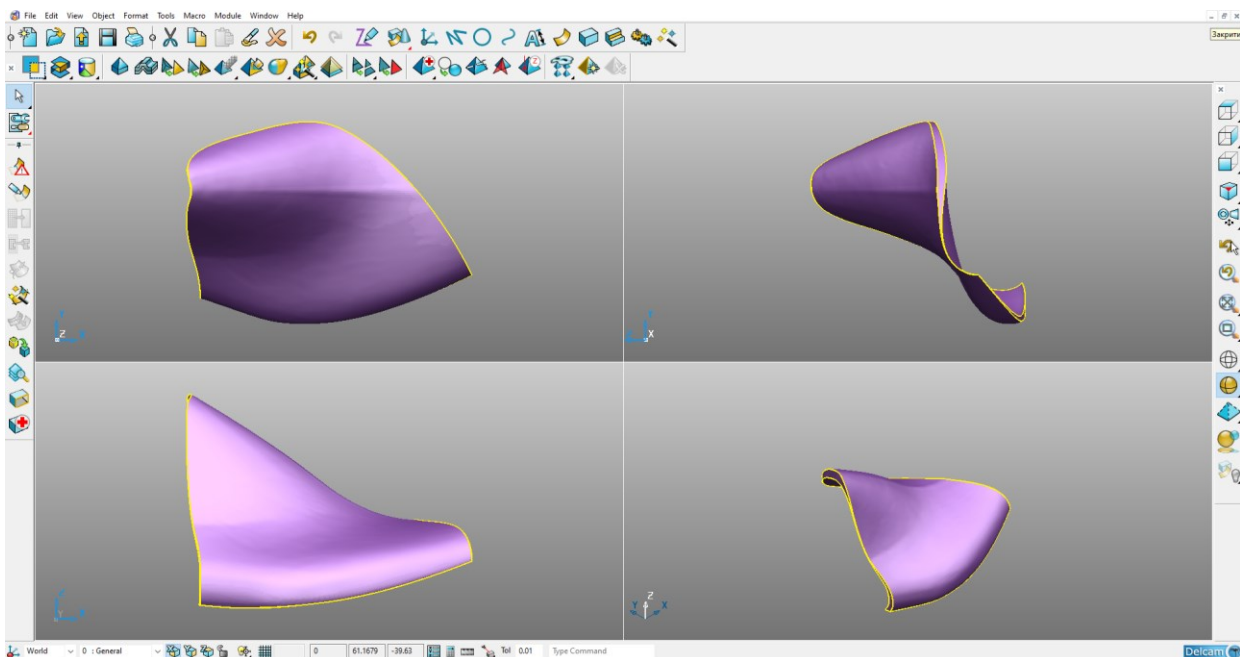 File Edit View Object Format Tools Macro Module Window Help
Закрити
Z
X
Z
Y
X
World 0 : General 0 61.1679 -39.63 Tol 0.01 Type Command Delcam